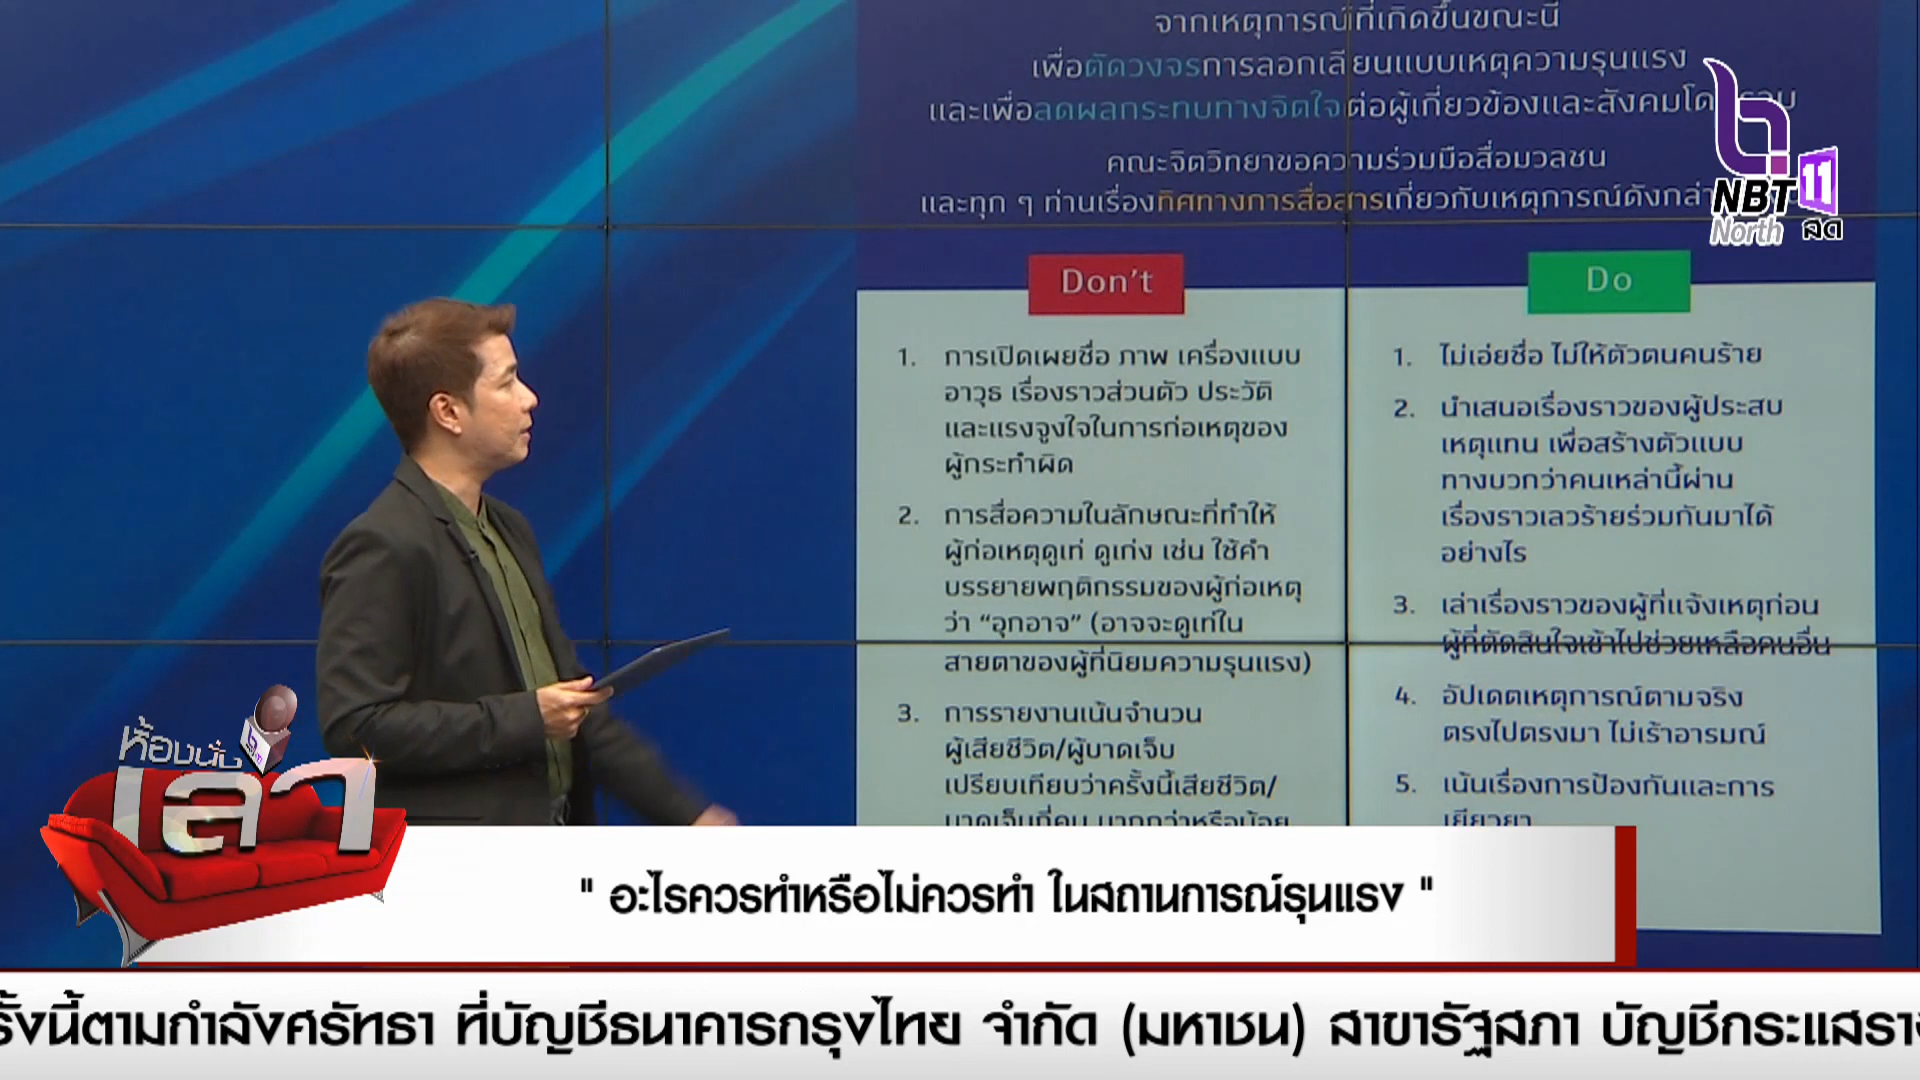 จากเหตุการณ์ที่เกิดขึ้นขณะนี้
เพื่อตัดวงจรการลอกเลียนแบบเหตุความรุนแรง
และเพื่อลดผลกระทบทางจิตใจต่อผู้เกี่ยวข้องและสังคมโดยรวม
คณะจิตวิทยาขอความร่วมมือสื่อมวลชน
และทุก ๆ ท่านเรื่องทิศทางการสื่อสารเกี่ยวกับเหตุการณ์ดังกล่า
NBT 11
North สด
Don't
1. การเปิดเผยชื่อ ภาพ เครื่องแบบ
อาวุธ เรื่องราวส่วนตัว ประวัติ
และแรงจูงใจในการก่อเหตุของ
ผู้กระทำผิด
2. การสื่อความในลักษณะที่ทำให้
ผู้ก่อเหตุดูเท่ ดูเก่ง เช่น ใช้คำ
บรรยายพฤติกรรมของผู้ก่อเหตุ
ว่า “อุกอาจ” (อาจจะดูเท่ใน
สายตาของผู้ที่นิยมความรุนแรง)
3. การรายงานเน้นจำนวน
ผู้เสียชีวิต/ผู้บาดเจ็บ
เปรียบเทียบว่าครั้งนี้เสียชีวิต/
บาดเจ็บกี่คน มากกว่าหรือน้อย
Do
1. ไม่เอ่ยชื่อ ไม่ให้ตัวตนคนร้าย
2. นำเสนอเรื่องราวของผู้ประสบ
เหตุแทน เพื่อสร้างตัวแบบ
ทางบวกว่าคนเหล่านี้ผ่าน
เรื่องราวเลวร้ายร่วมกันมาได้
อย่างไร
3. เล่าเรื่องราวของผู้ที่แจ้งเหตุก่อน
ผู้ที่ตัดสินใจเข้าไปช่วยเหลือคนอื่น
4. อัปเดตเหตุการณ์ตามจริง
ตรงไปตรงมา ไม่เร้าอารมณ์
5. เน้นเรื่องการป้องกันและการ
เยียวยา
ห้องนั่ง
เล่า
" อะไรควรทำหรือไม่ควรทำ ในสถานการณ์รุนแรง "
รั้งนี้ตามกำลังศรัทธา ที่บัญชีธนาคารกรุงไทย จำกัด (มหาชน) สาขารัฐสภา บัญชีกระแสราย